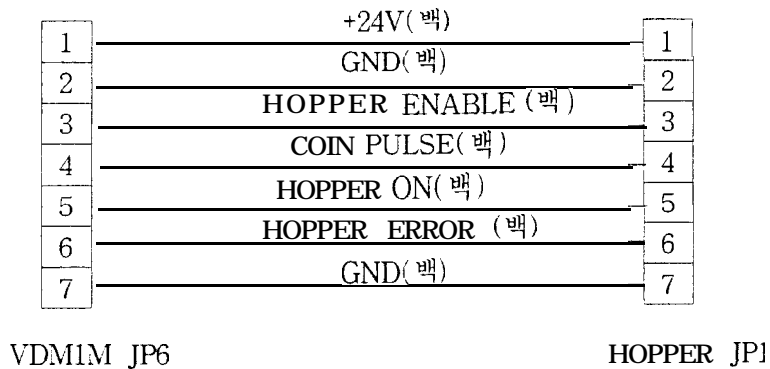 +24V(백)
1 1
GND(백)
2 2
HOPPER ENABLE (백)
3 3
COIN PULSE(백)
4 4
HOPPER ON(백)
5 5
HOPPER ERROR (백)
6 6
GND(백)
7 7
VDM1M JP6 HOPPER JP1